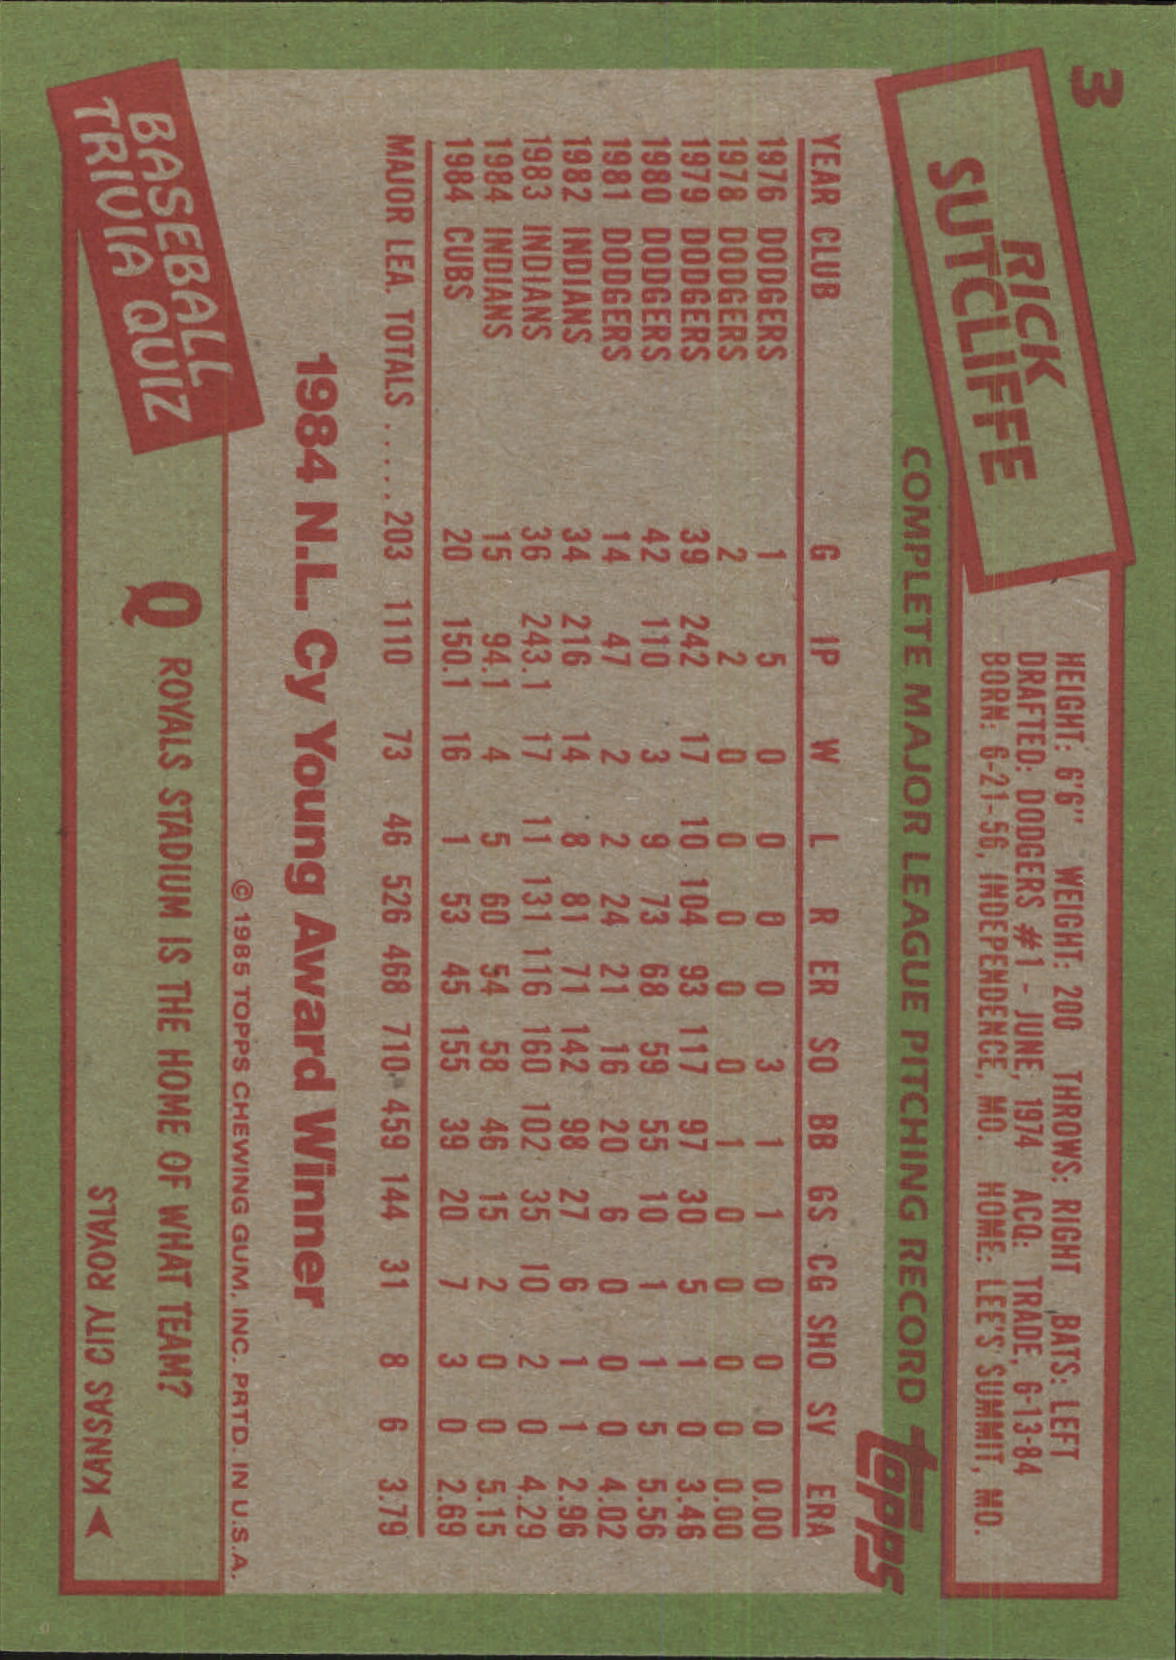 3
RICK
SUTCLIFFE
HEIGHT: 6'6" WEIGHT: 200 THROWS: RIGHT BATS: LEFT
DRAFTED: DODGERS #1 - JUNE, 1974 ACQ: TRADE, 6-13-84
BORN: 6-21-56, INDEPENDENCE, MO. HOME: LEE'S SUMMIT, MO.
COMPLETE MAJOR LEAGUE PITCHING RECORD
topps
YEAR CLUB G IP W L R ER SO BB GS CG SHO SV ERA
1976 DODGERS 1 5 0 0 0 0 3 1 1 0 0 0 0.00
1978 DODGERS 2 2 0 0 0 0 0 1 0 0 0 0 0.00
1979 DODGERS 39 242 17 10 104 93 117 97 30 5 1 0 3.46
1980 DODGERS 42 110 3 9 73 68 59 55 10 1 1 5 5.56
1981 DODGERS 14 47 2 2 24 21 16 20 6 0 0 0 4.02
1982 INDIANS 34 216 14 8 81 71 142 98 27 6 1 1 2.96
1983 INDIANS 36 243.1 17 11 131 116 160 102 35 10 2 0 4.29
1984 INDIANS 15 94.1 4 5 60 54 58 46 15 2 0 0 5.15
1984 CUBS 20 150.1 16 1 53 45 155 39 20 7 3 0 2.69
MAJOR LEA. TOTALS ..... 203 1110 73 46 526 468 710 459 144 31 8 6 3.79
1984 N.L. Cy Young Award Winner
© 1985 TOPPS CHEWING GUM, INC. PRTD. IN U.S.A.
BASEBALL
TRIVIA QUIZ
Q ROYALS STADIUM IS THE HOME OF WHAT TEAM?
KANSAS CITY ROYALS